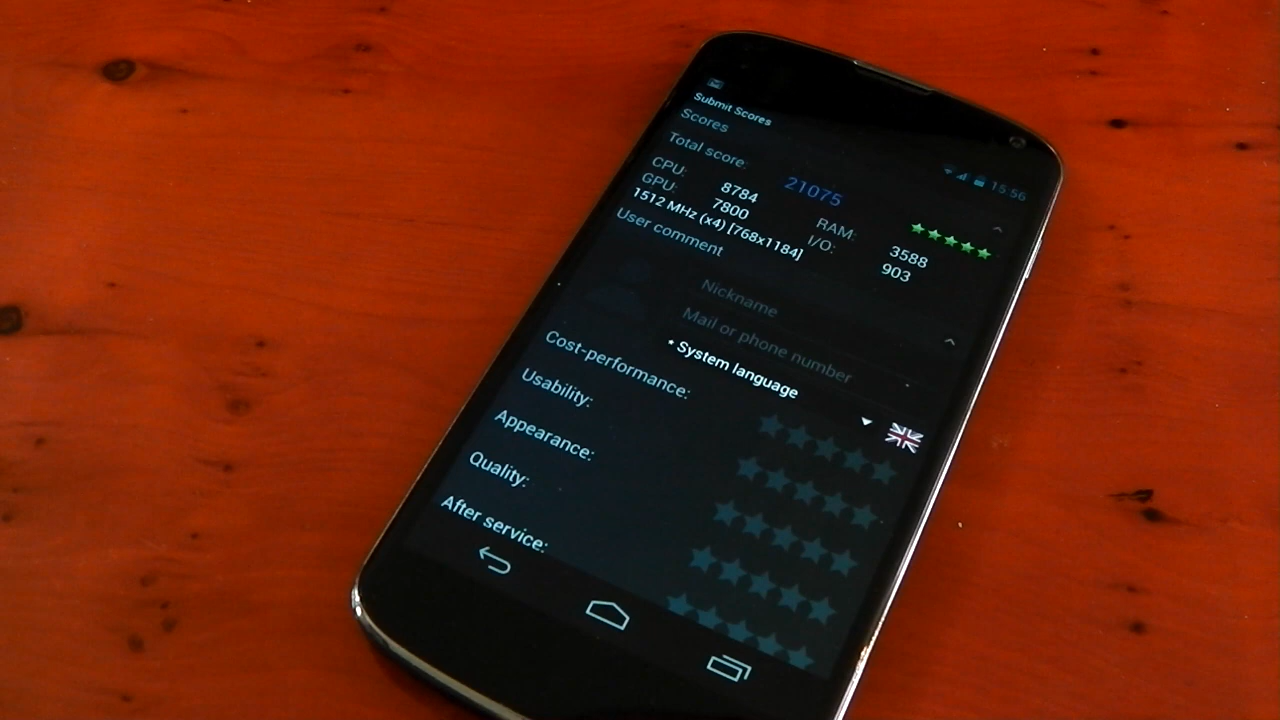 Submit Scores
15:56
Scores
Total score: 21075
CPU: 8784 RAM: 3588
GPU: 7800 I/O: 903
1512 MHz (x4) [768x1184]
User comment
Nickname
Mail or phone number
* System language
Cost-performance:
Usability:
Appearance:
Quality:
After service: